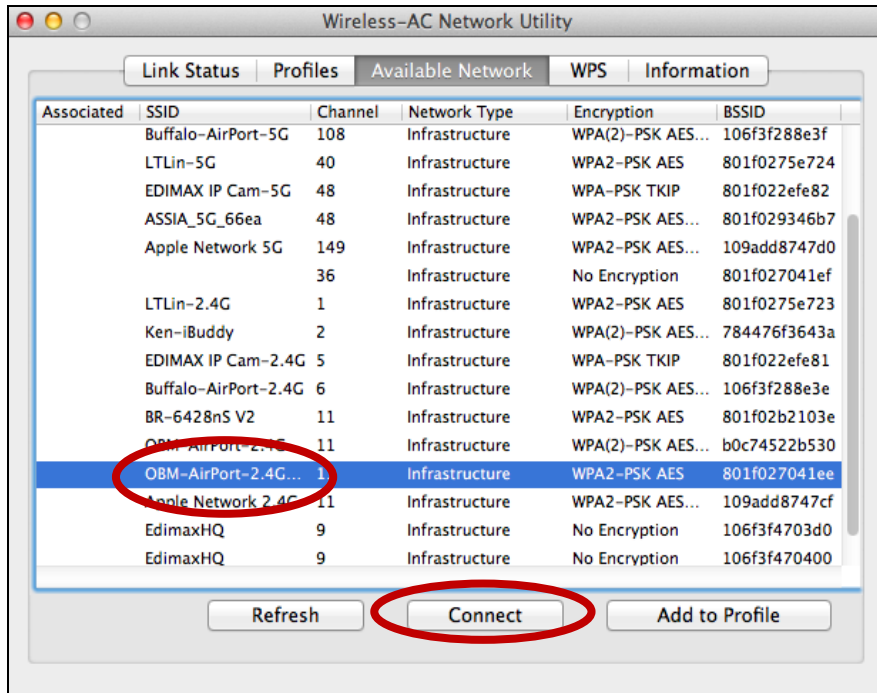 Wireless-AC Network Utility
Link Status Profiles Available Network WPS Information
Associated SSID Channel Network Type Encryption BSSID
Buffalo-AirPort-5G 108 Infrastructure WPA(2)-PSK AES... 106f3f288e3f
LTLin-5G 40 Infrastructure WPA2-PSK AES 801f0275e724
EDIMAX IP Cam-5G 48 Infrastructure WPA-PSK TKIP 801f022efe82
ASSIA_5G_66ea 48 Infrastructure WPA2-PSK AES... 801f029346b7
Apple Network 5G 149 Infrastructure WPA2-PSK AES... 109add8747d0
36 Infrastructure No Encryption 801f027041ef
LTLin-2.4G 1 Infrastructure WPA2-PSK AES 801f0275e723
Ken-iBuddy 2 Infrastructure WPA(2)-PSK AES... 784476f3643a
EDIMAX IP Cam-2.4G 5 Infrastructure WPA-PSK TKIP 801f022efe81
Buffalo-AirPort-2.4G 6 Infrastructure WPA(2)-PSK AES... 106f3f288e3e
BR-6428nS V2 11 Infrastructure WPA2-PSK AES 801f02b2103e
OBM-AirPort-2.4G 11 Infrastructure WPA(2)-PSK AES... b0c74522b530
OBM-AirPort-2.4G... Infrastructure WPA2-PSK AES 801f027041ee
Apple Network 2.4G 11 Infrastructure WPA2-PSK AES... 109add8747cf
EdimaxHQ 9 Infrastructure No Encryption 106f3f4703d0
EdimaxHQ 9 Infrastructure No Encryption 106f3f470400
Refresh Connect Add to Profile